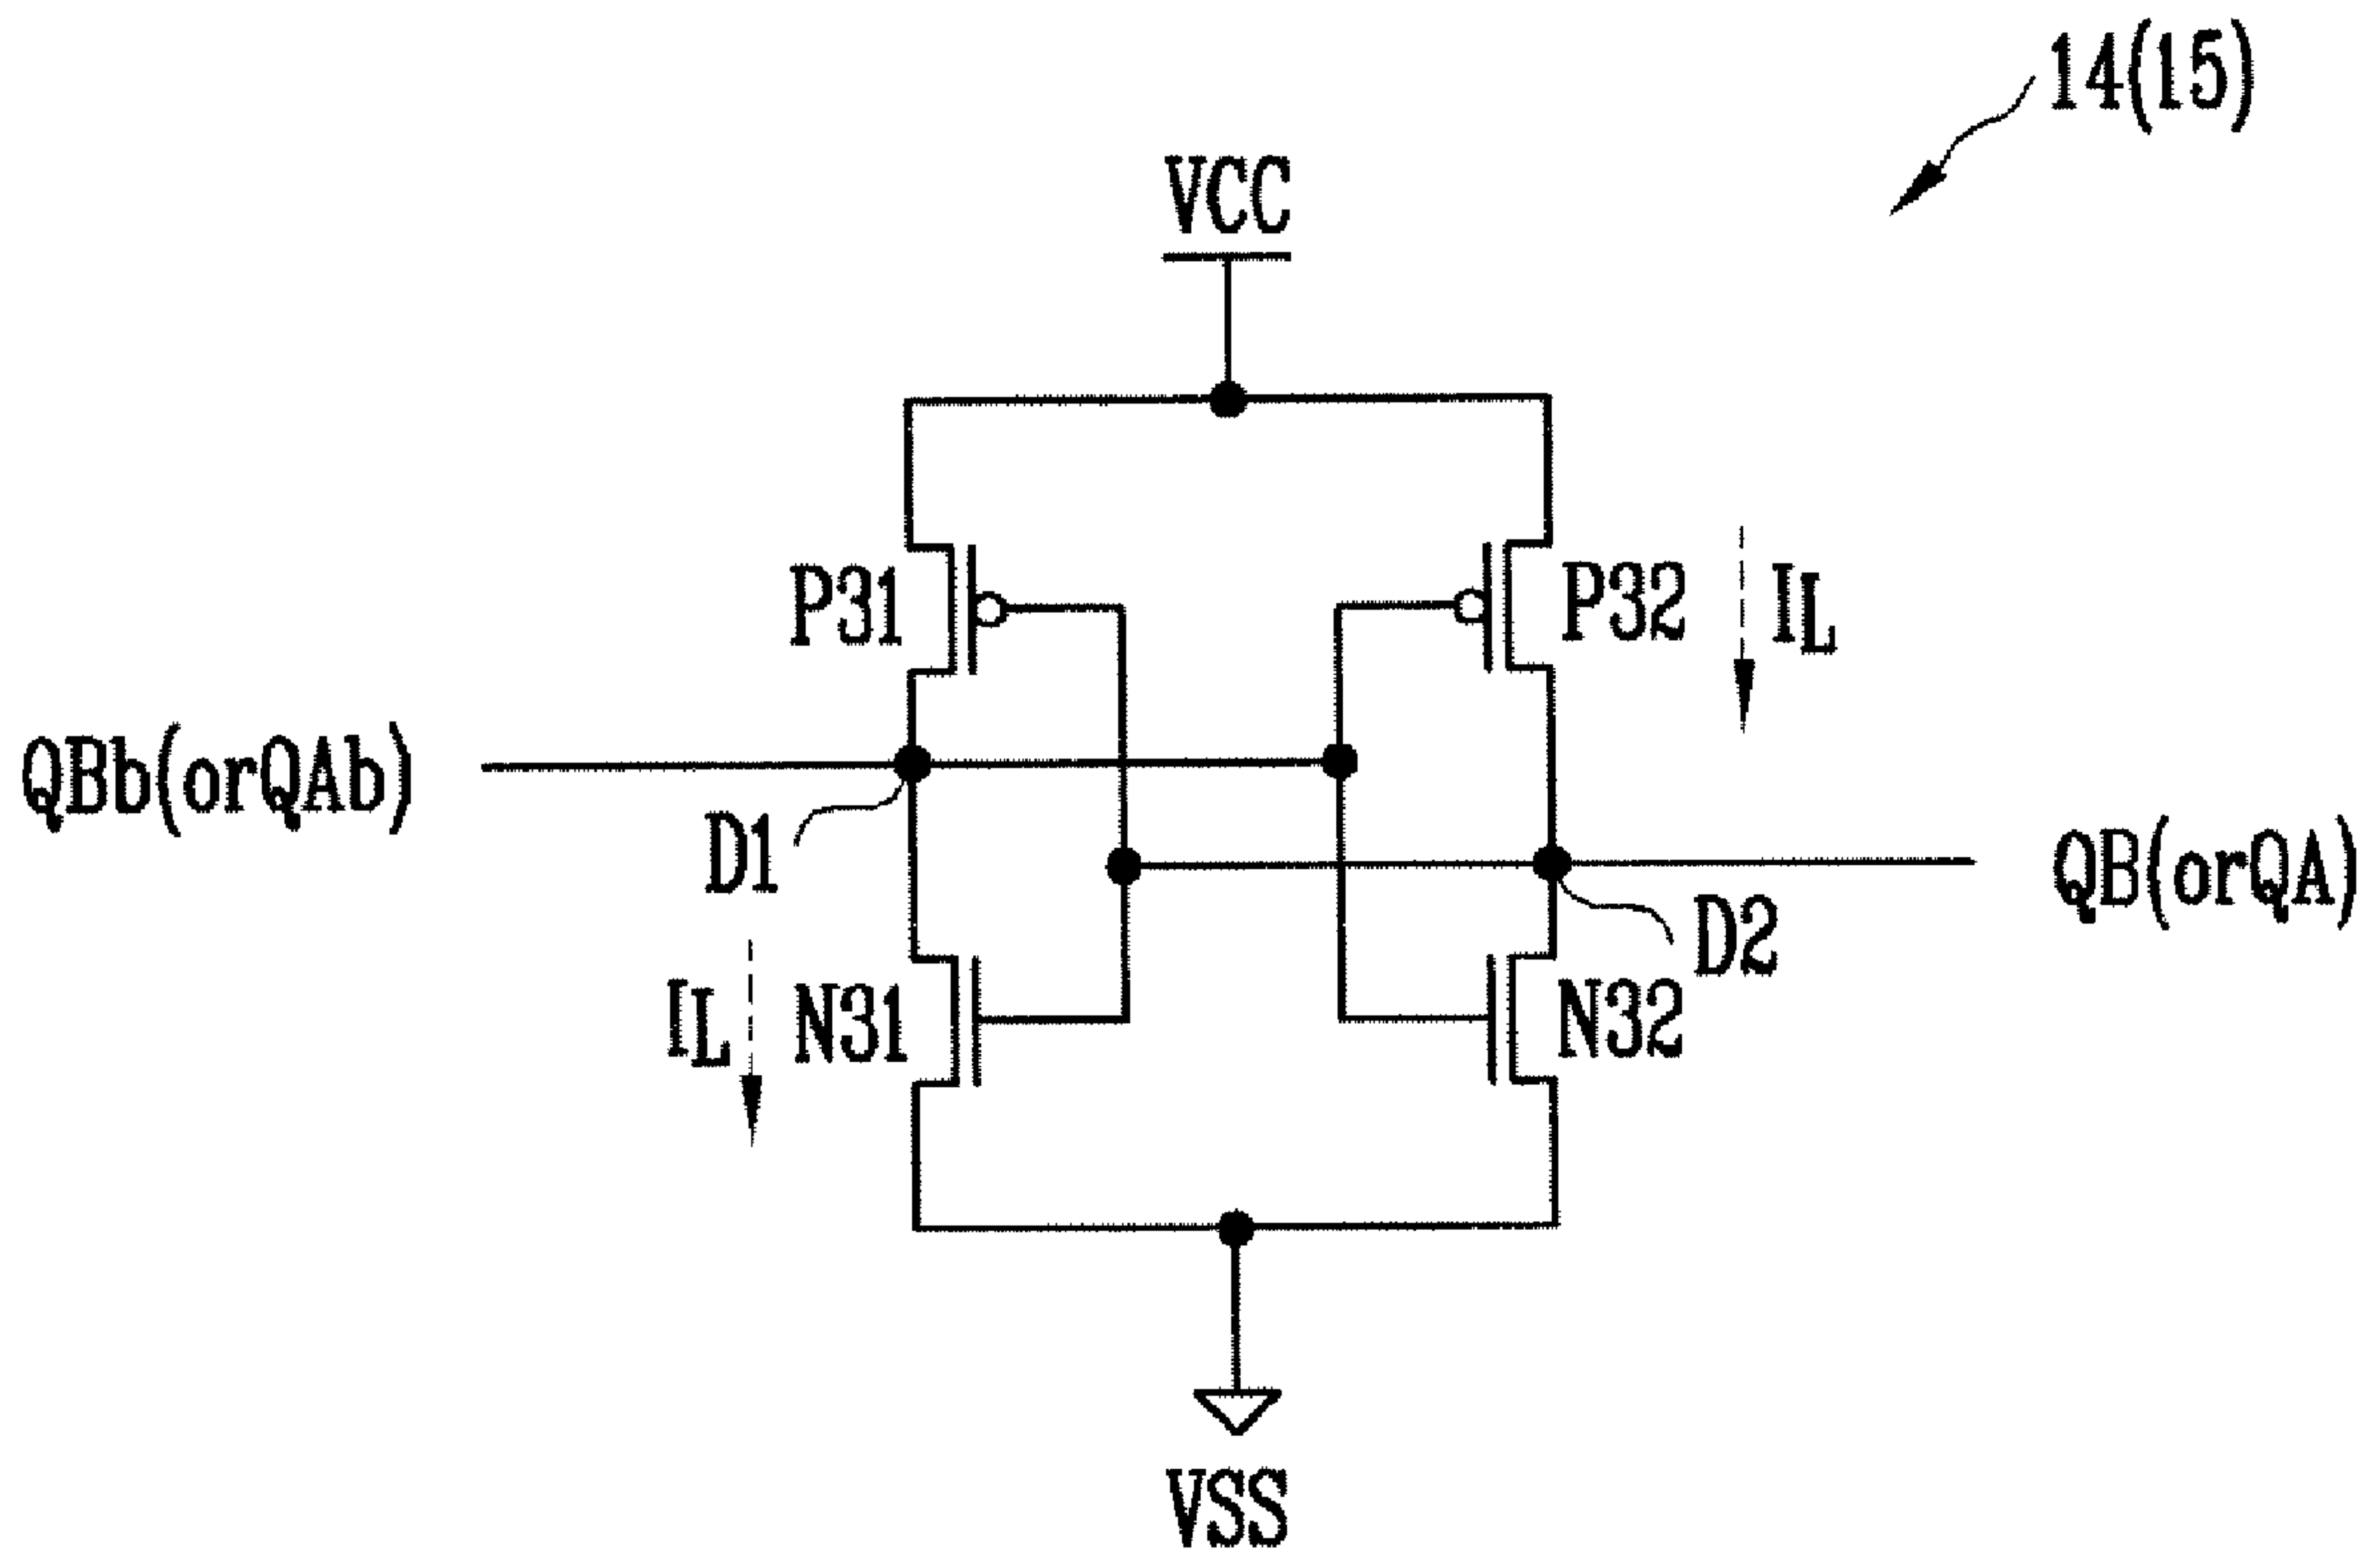 14(15)
VCC
P31
P32
IL
QBb(orQAb)
D1
QB(orQA)
D2
IL
N31
N32
VSS